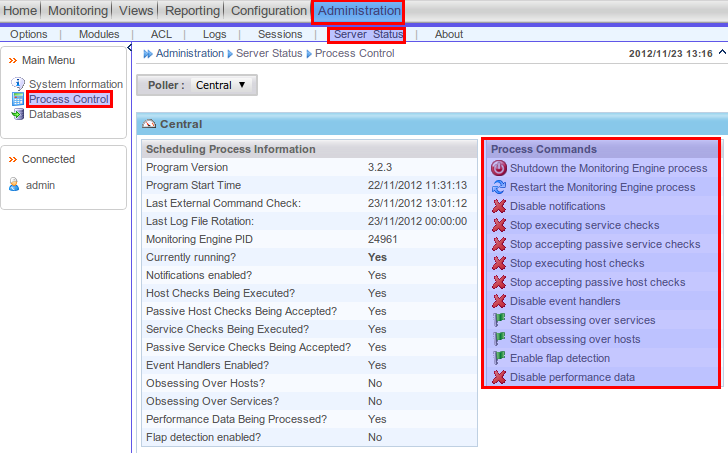 Home Monitoring Views Reporting Configuration Administration
Options | Modules | ACL | Logs | Sessions | Server Status | About
Main Menu
System Information
Process Control
Databases
Connected
admin
Administration Server Status Process Control 2012/11/23 13:16
Poller : Central
Central
Scheduling Process Information
Program Version 3.2.3
Program Start Time 22/11/2012 11:31:13
Last External Command Check: 23/11/2012 13:01:12
Last Log File Rotation: 23/11/2012 00:00:00
Monitoring Engine PID 24961
Currently running? Yes
Notifications enabled? Yes
Host Checks Being Executed? Yes
Passive Host Checks Being Accepted? Yes
Service Checks Being Executed? Yes
Passive Service Checks Being Accepted? Yes
Event Handlers Enabled? Yes
Obsessing Over Hosts? No
Obsessing Over Services? No
Performance Data Being Processed? Yes
Flap detection enabled? No
Process Commands
Shutdown the Monitoring Engine process
Restart the Monitoring Engine process
Disable notifications
Stop executing service checks
Stop accepting passive service checks
Stop executing host checks
Stop accepting passive host checks
Disable event handlers
Start obsessing over services
Start obsessing over hosts
Enable flap detection
Disable performance data